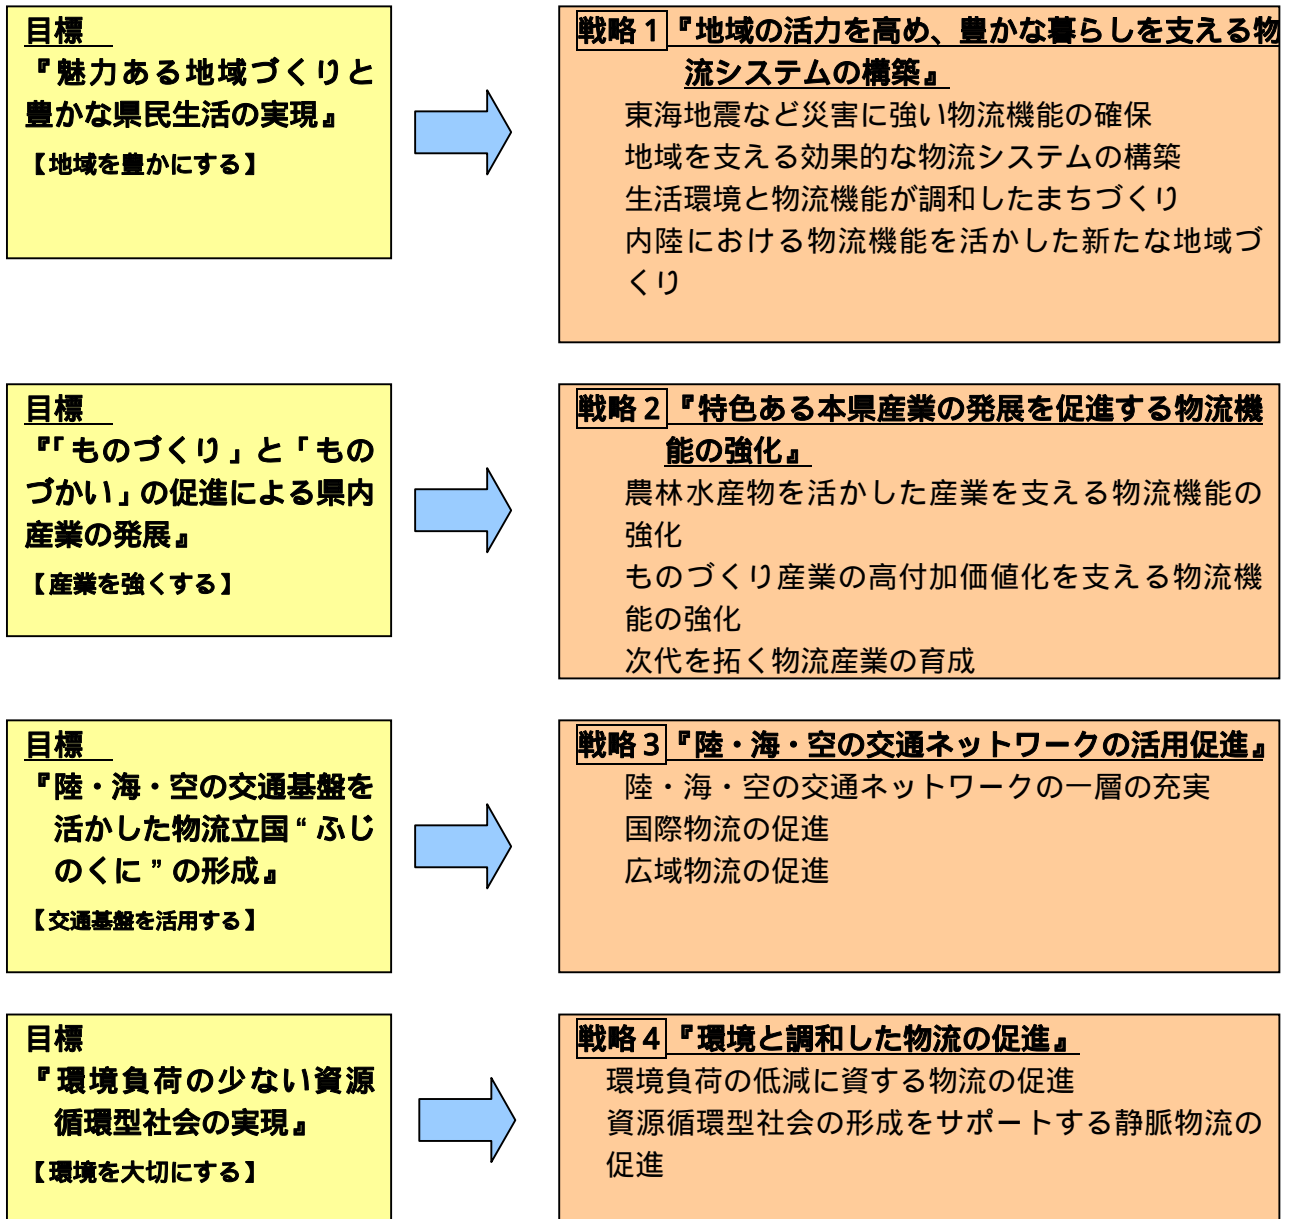 目標
『魅力ある地域づくりと
豊かな県民生活の実現』
【地域を豊かにする】
戦略1『地域の活力を高め、豊かな暮らしを支える物
流システムの構築』
東海地震など災害に強い物流機能の確保
地域を支える効果的な物流システムの構築
生活環境と物流機能が調和したまちづくり
内陸における物流機能を活かした新たな地域づ
くり
目標
『「ものづくり」と「もの
づかい」の促進による県内
産業の発展』
【産業を強くする】
戦略2『特色ある本県産業の発展を促進する物流機
能の強化』
農林水産物を活かした産業を支える物流機能の
強化
ものづくり産業の高付加価値化を支える物流機
能の強化
次代を拓く物流産業の育成
目標
『陸・海・空の交通基盤を
活かした物流立国“ふじ
のくに”の形成』
【交通基盤を活用する】
戦略3『陸・海・空の交通ネットワークの活用促進』
陸・海・空の交通ネットワークの一層の充実
国際物流の促進
広域物流の促進
目標
『環境負荷の少ない資源
循環型社会の実現』
【環境を大切にする】
戦略4『環境と調和した物流の促進』
環境負荷の低減に資する物流の促進
資源循環型社会の形成をサポートする静脈物流の
促進